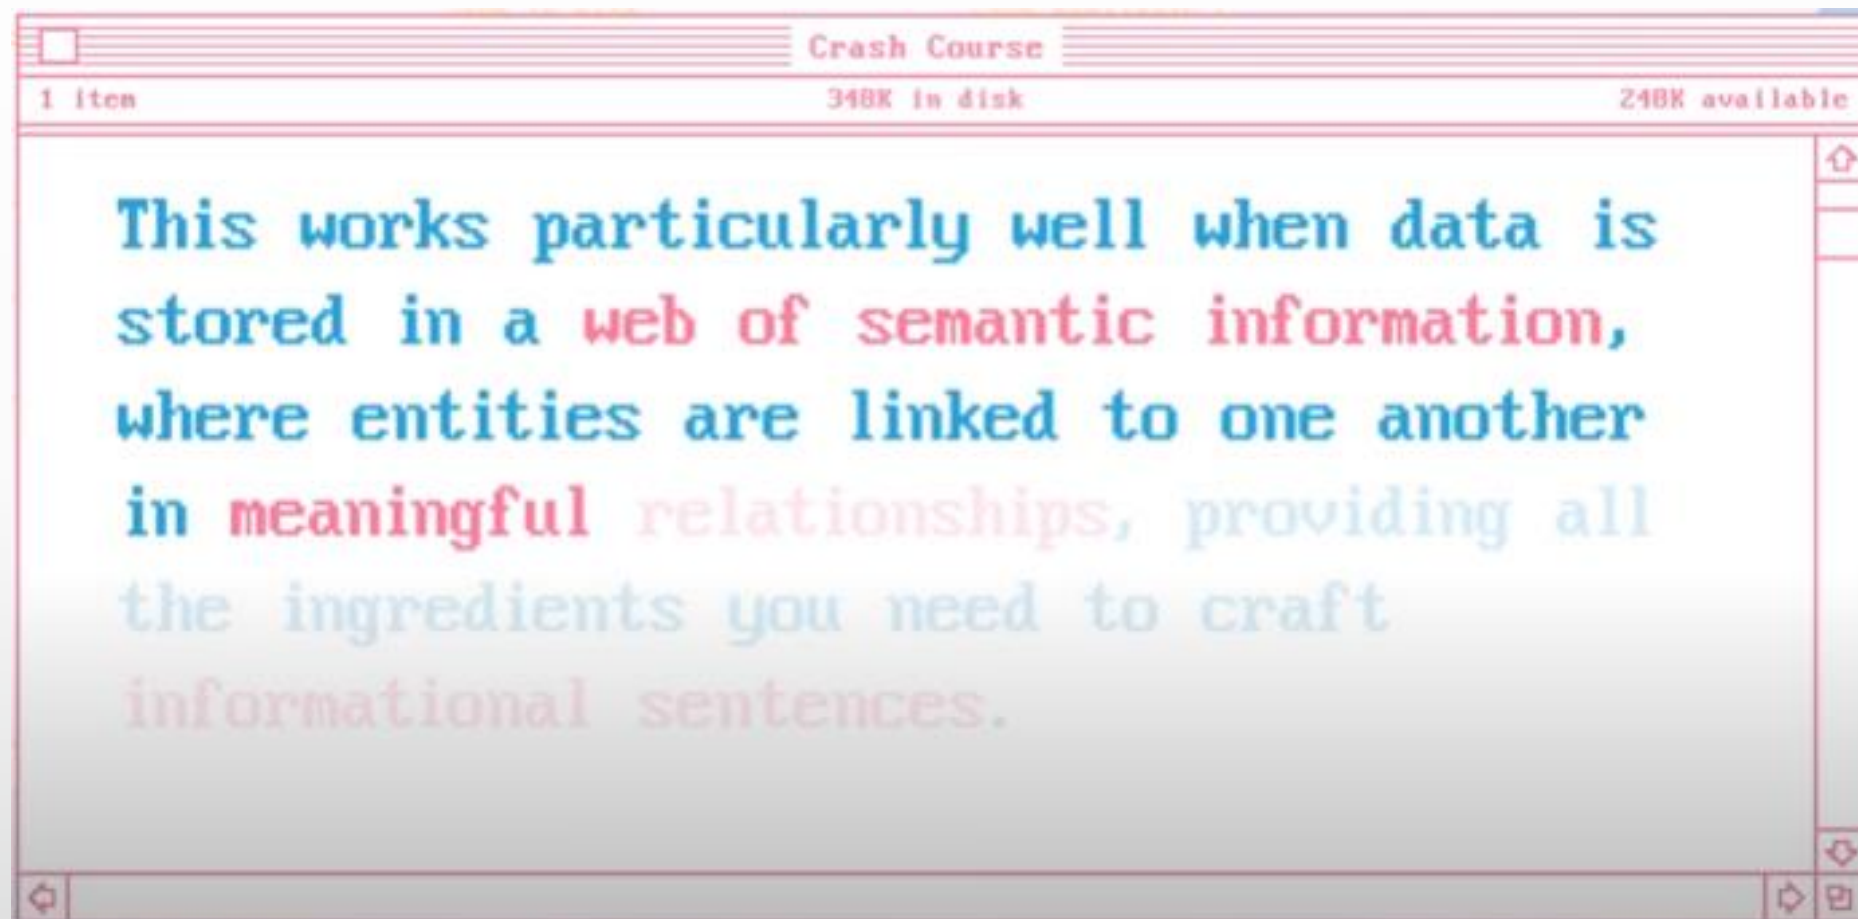 Crash Course
1 item 348K in disk 248K available
This works particularly well when data is
stored in a web of semantic information,
where entities are linked to one another
in meaningful relationships, providing all
the ingredients you need to craft
informational sentences.